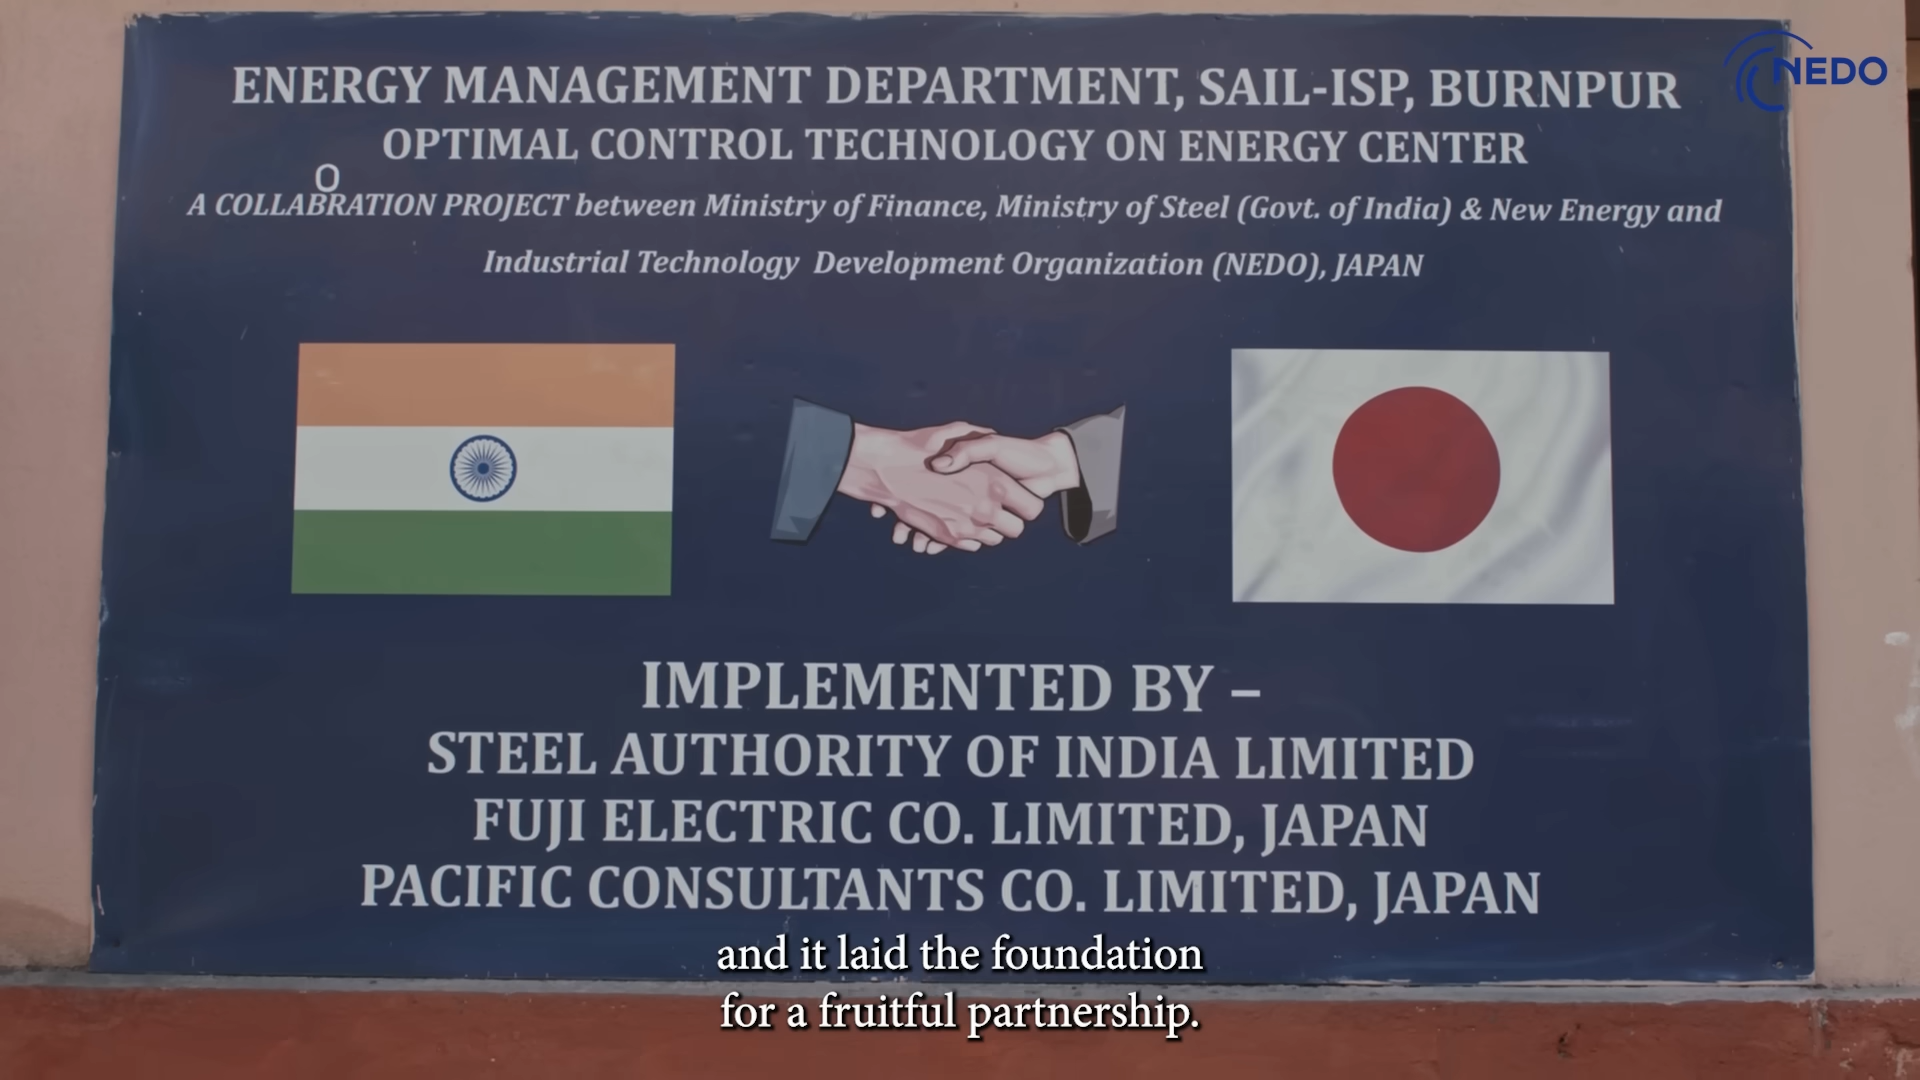 NEDO
ENERGY MANAGEMENT DEPARTMENT, SAIL-ISP, BURNPUR
OPTIMAL CONTROL TECHNOLOGY ON ENERGY CENTER
O
A COLLABRATION PROJECT between Ministry of Finance, Ministry of Steel (Govt. of India) & New Energy and
Industrial Technology Development Organization (NEDO), JAPAN
IMPLEMENTED BY –
STEEL AUTHORITY OF INDIA LIMITED
FUJI ELECTRIC CO. LIMITED, JAPAN
PACIFIC CONSULTANTS CO. LIMITED, JAPAN
and it laid the foundation
for a fruitful partnership.